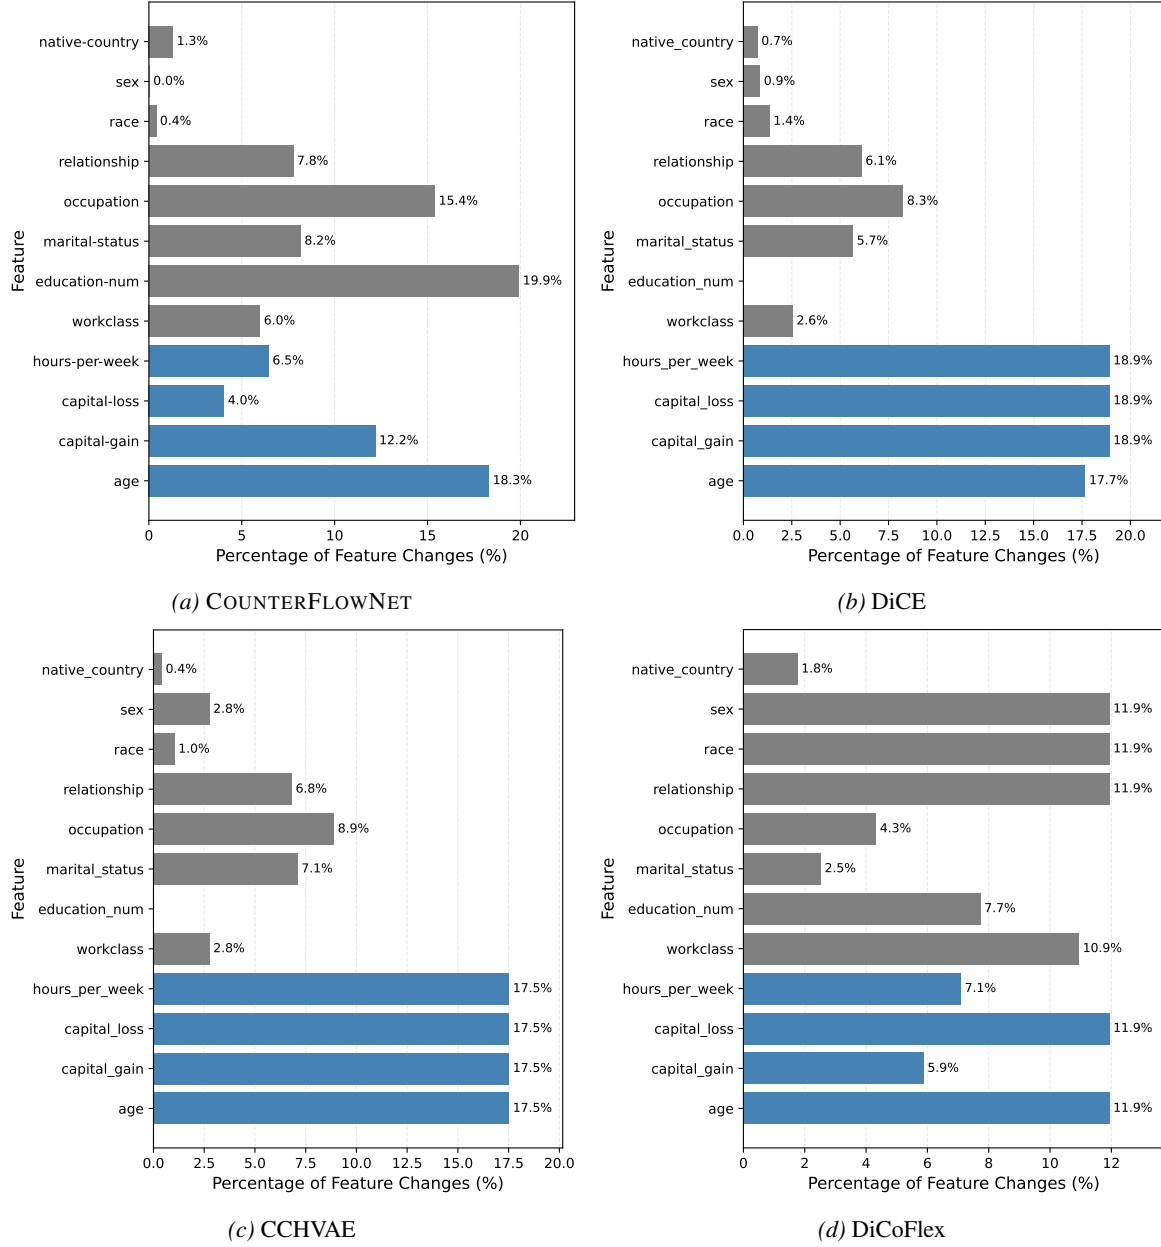 native-country
1.3%
sex
0.0%
race
0.4%
relationship
7.8%
occupation
15.4%
marital-status
8.2%
education-num
19.9%
workclass
6.0%
hours-per-week
6.5%
capital-loss
4.0%
capital-gain
12.2%
age
18.3%
Feature
0 5 10 15 20
Percentage of Feature Changes (%)
(a) COUNTERFLOWNET
native_country
0.7%
sex
0.9%
race
1.4%
relationship
6.1%
occupation
8.3%
marital_status
5.7%
education_num
workclass
2.6%
hours_per_week
18.9%
capital_loss
18.9%
capital_gain
18.9%
age
17.7%
Feature
0.0 2.5 5.0 7.5 10.0 12.5 15.0 17.5 20.0
Percentage of Feature Changes (%)
(b) DiCE
native_country
0.4%
sex
2.8%
race
1.0%
relationship
6.8%
occupation
8.9%
marital_status
7.1%
education_num
workclass
2.8%
hours_per_week
17.5%
capital_loss
17.5%
capital_gain
17.5%
age
17.5%
Feature
0.0 2.5 5.0 7.5 10.0 12.5 15.0 17.5 20.0
Percentage of Feature Changes (%)
(c) CCHVAE
native_country
1.8%
sex
11.9%
race
11.9%
relationship
11.9%
occupation
4.3%
marital_status
2.5%
education_num
7.7%
workclass
10.9%
hours_per_week
7.1%
capital_loss
11.9%
capital_gain
5.9%
age
11.9%
Feature
0 2 4 6 8 10 12
Percentage of Feature Changes (%)
(d) DiCoFlex